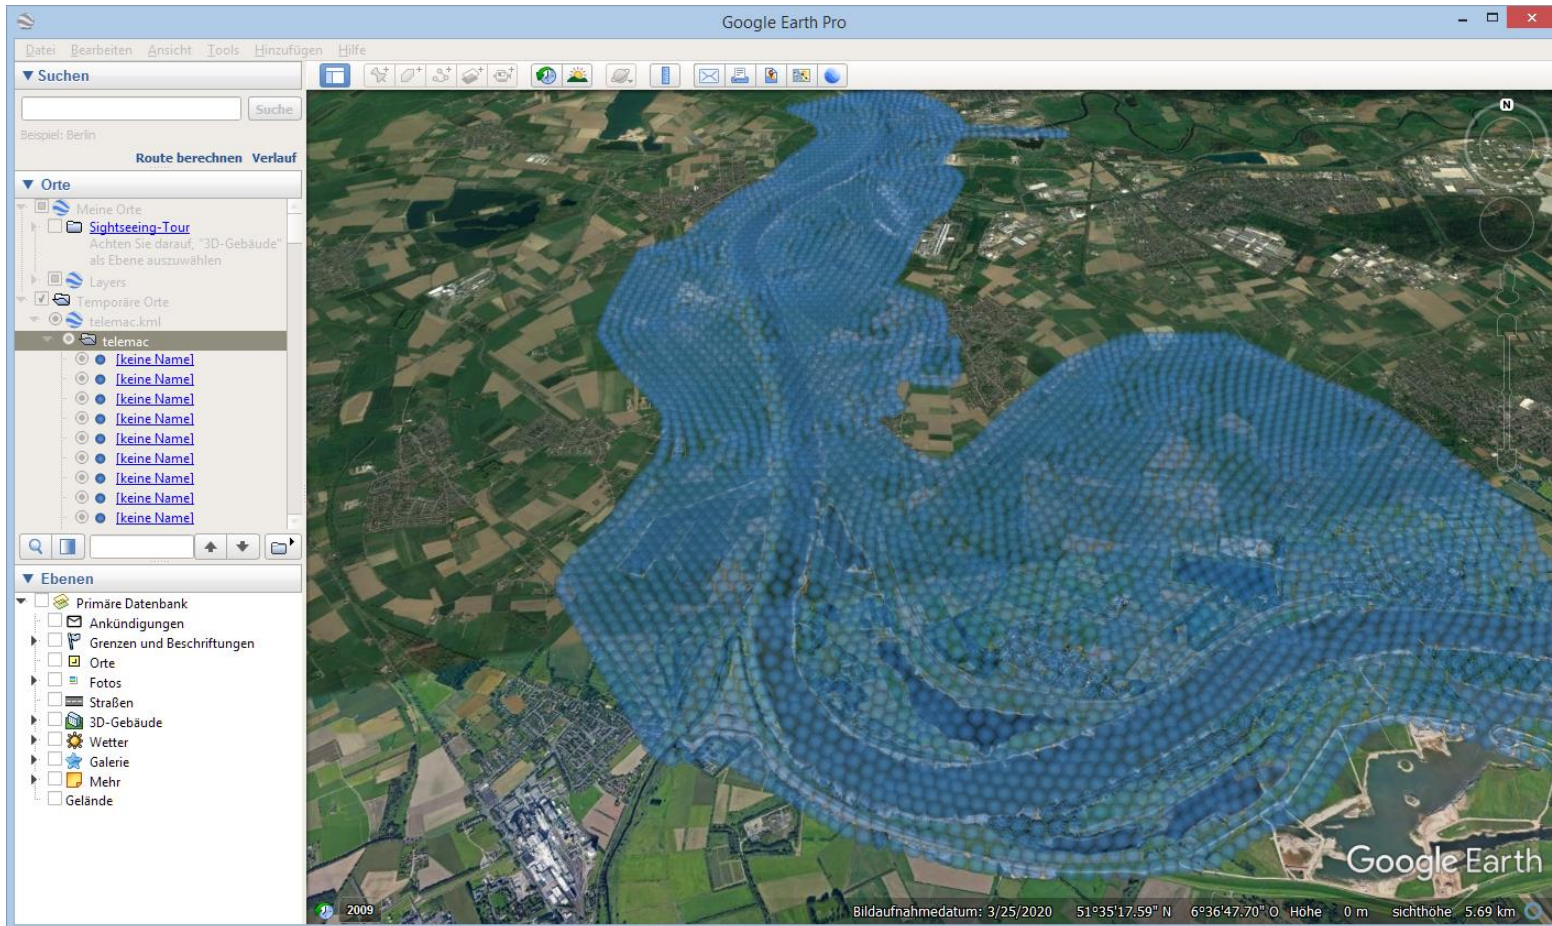 Google Earth Pro
Datei Bearbeiten Ansicht Tools Hinzufügen Hilfe
Suchen
Suche
Beispiel: Berlin
Route berechnen Verlauf
Orte
Meine Orte
Sightseeing-Tour
Achten Sie darauf, "3D-Gebäude"
als Ebene auszuwählen
Layers
Temporäre Orte
telemac.kml
telemac
[keine Name]
[keine Name]
[keine Name]
[keine Name]
[keine Name]
[keine Name]
[keine Name]
[keine Name]
[keine Name]
Ebenen
Primäre Datenbank
Ankündigungen
Grenzen und Beschriftungen
Orte
Fotos
Straßen
3D-Gebäude
Wetter
Galerie
Mehr
Gelände
N
Google Earth
2009
Bildaufnahmedatum: 3/25/2020 51°35'17.59" N 6°36'47.70" O Höhe 0 m sichthöhe 5.69 km